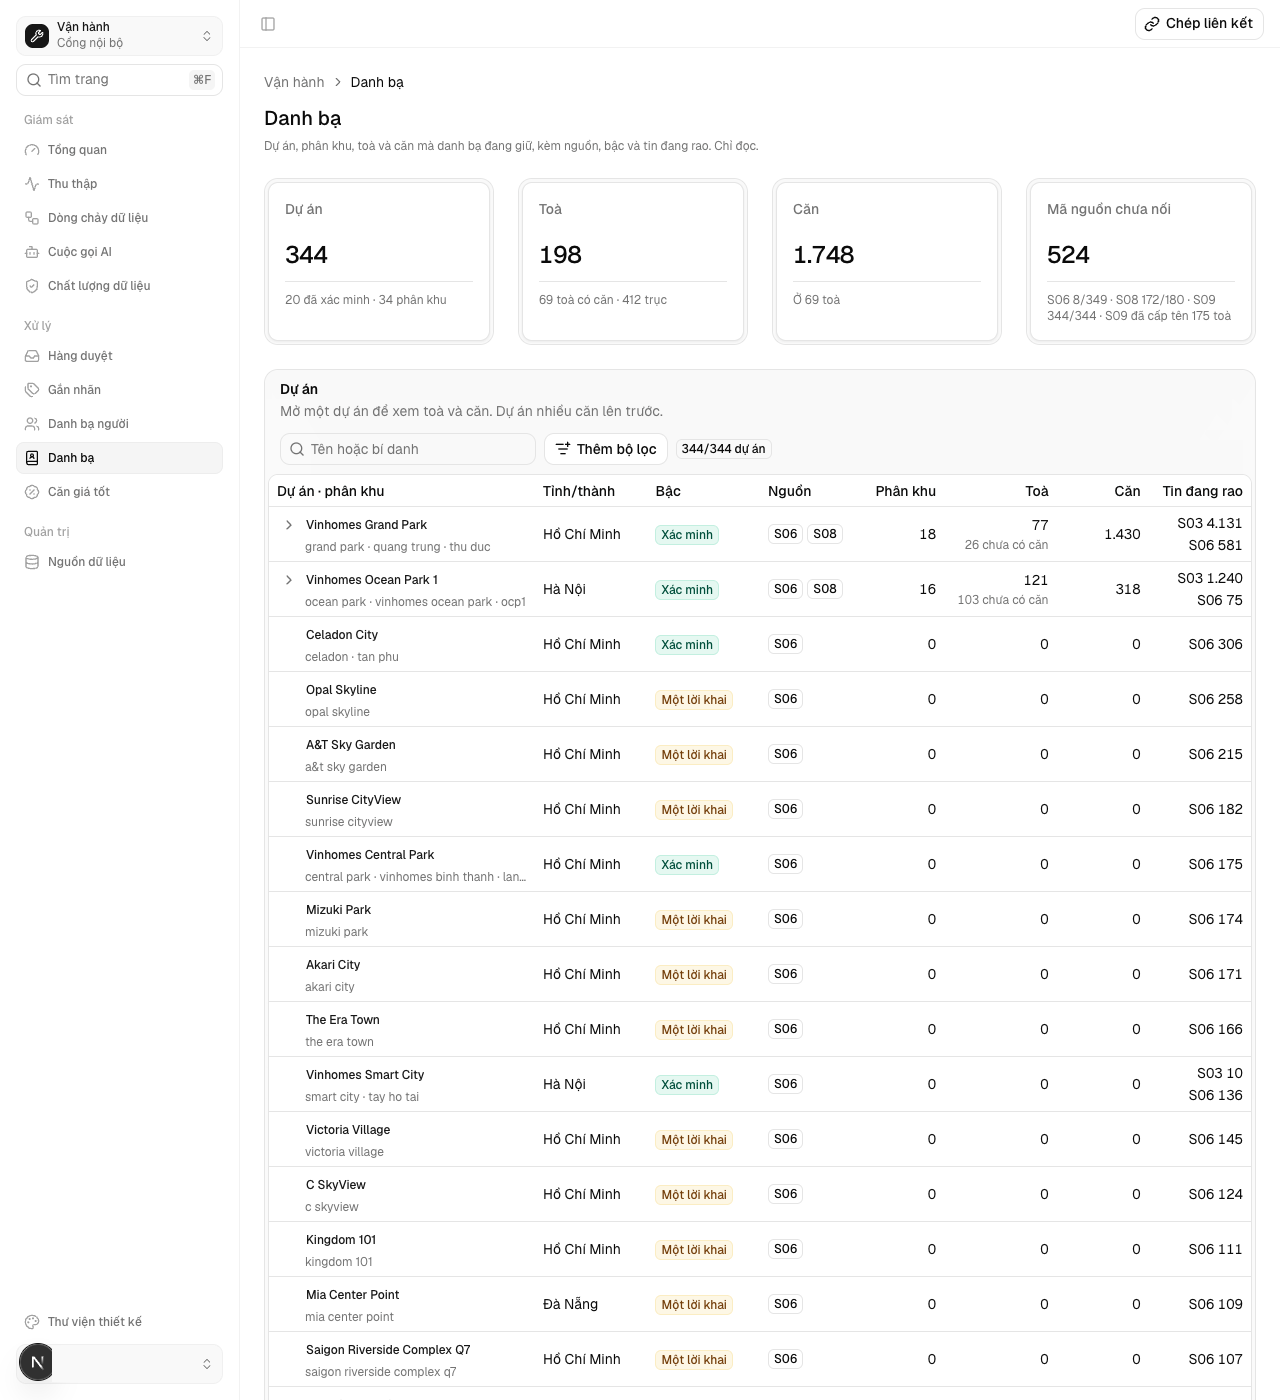 Vận hành
Cổng nội bộ
Tìm trang
⌘F
Giám sát
Tổng quan
Thu thập
Dòng chảy dữ liệu
Cuộc gọi AI
Chất lượng dữ liệu
Xử lý
Hàng duyệt
Gắn nhãn
Danh bạ người
Danh bạ
Căn giá tốt
Quản trị
Nguồn dữ liệu
Thư viện thiết kế
N
Chép liên kết
Vận hành > Danh bạ
Danh bạ
Dự án, phân khu, toà và căn mà danh bạ đang giữ, kèm nguồn, bậc và tin đang rao. Chỉ đọc.
Dự án
344
20 đã xác minh · 34 phân khu
Toà
198
69 toà có căn · 412 trục
Căn
1.748
Ở 69 toà
Mã nguồn chưa nối
524
S06 8/349 · S08 172/180 · S09
344/344 · S09 đã cấp tên 175 toà
Dự án
Mở một dự án để xem toà và căn. Dự án nhiều căn lên trước.
Tên hoặc bí danh
Thêm bộ lọc
344/344 dự án
Dự án · phân khu Tỉnh/thành Bậc Nguồn Phân khu Toà Căn Tin đang rao
Vinhomes Grand Park Hồ Chí Minh Xác minh S06 S08 18 77 1.430 S03 4.131
grand park · quang trung · thu duc 26 chưa có căn S06 581
Vinhomes Ocean Park 1 Hà Nội Xác minh S06 S08 16 121 318 S03 1.240
ocean park · vinhomes ocean park · ocp1 103 chưa có căn S06 75
Celadon City Hồ Chí Minh Xác minh S06 0 0 0 S06 306
celadon · tan phu
Opal Skyline Hồ Chí Minh Một lời khai S06 0 0 0 S06 258
opal skyline
A&T Sky Garden Hồ Chí Minh Một lời khai S06 0 0 0 S06 215
a&t sky garden
Sunrise CityView Hồ Chí Minh Một lời khai S06 0 0 0 S06 182
sunrise cityview
Vinhomes Central Park Hồ Chí Minh Xác minh S06 0 0 0 S06 175
central park · vinhomes binh thanh · lan...
Mizuki Park Hồ Chí Minh Một lời khai S06 0 0 0 S06 174
mizuki park
Akari City Hồ Chí Minh Một lời khai S06 0 0 0 S06 171
akari city
The Era Town Hồ Chí Minh Một lời khai S06 0 0 0 S06 166
the era town
Vinhomes Smart City Hà Nội Xác minh S06 0 0 0 S03 10
smart city · tay ho tai S06 136
Victoria Village Hồ Chí Minh Một lời khai S06 0 0 0 S06 145
victoria village
C SkyView Hồ Chí Minh Một lời khai S06 0 0 0 S06 124
c skyview
Kingdom 101 Hồ Chí Minh Một lời khai S06 0 0 0 S06 111
kingdom 101
Mia Center Point Đà Nẵng Một lời khai S06 0 0 0 S06 109
mia center point
Saigon Riverside Complex Q7 Hồ Chí Minh Một lời khai S06 0 0 0 S06 107
saigon riverside complex q7